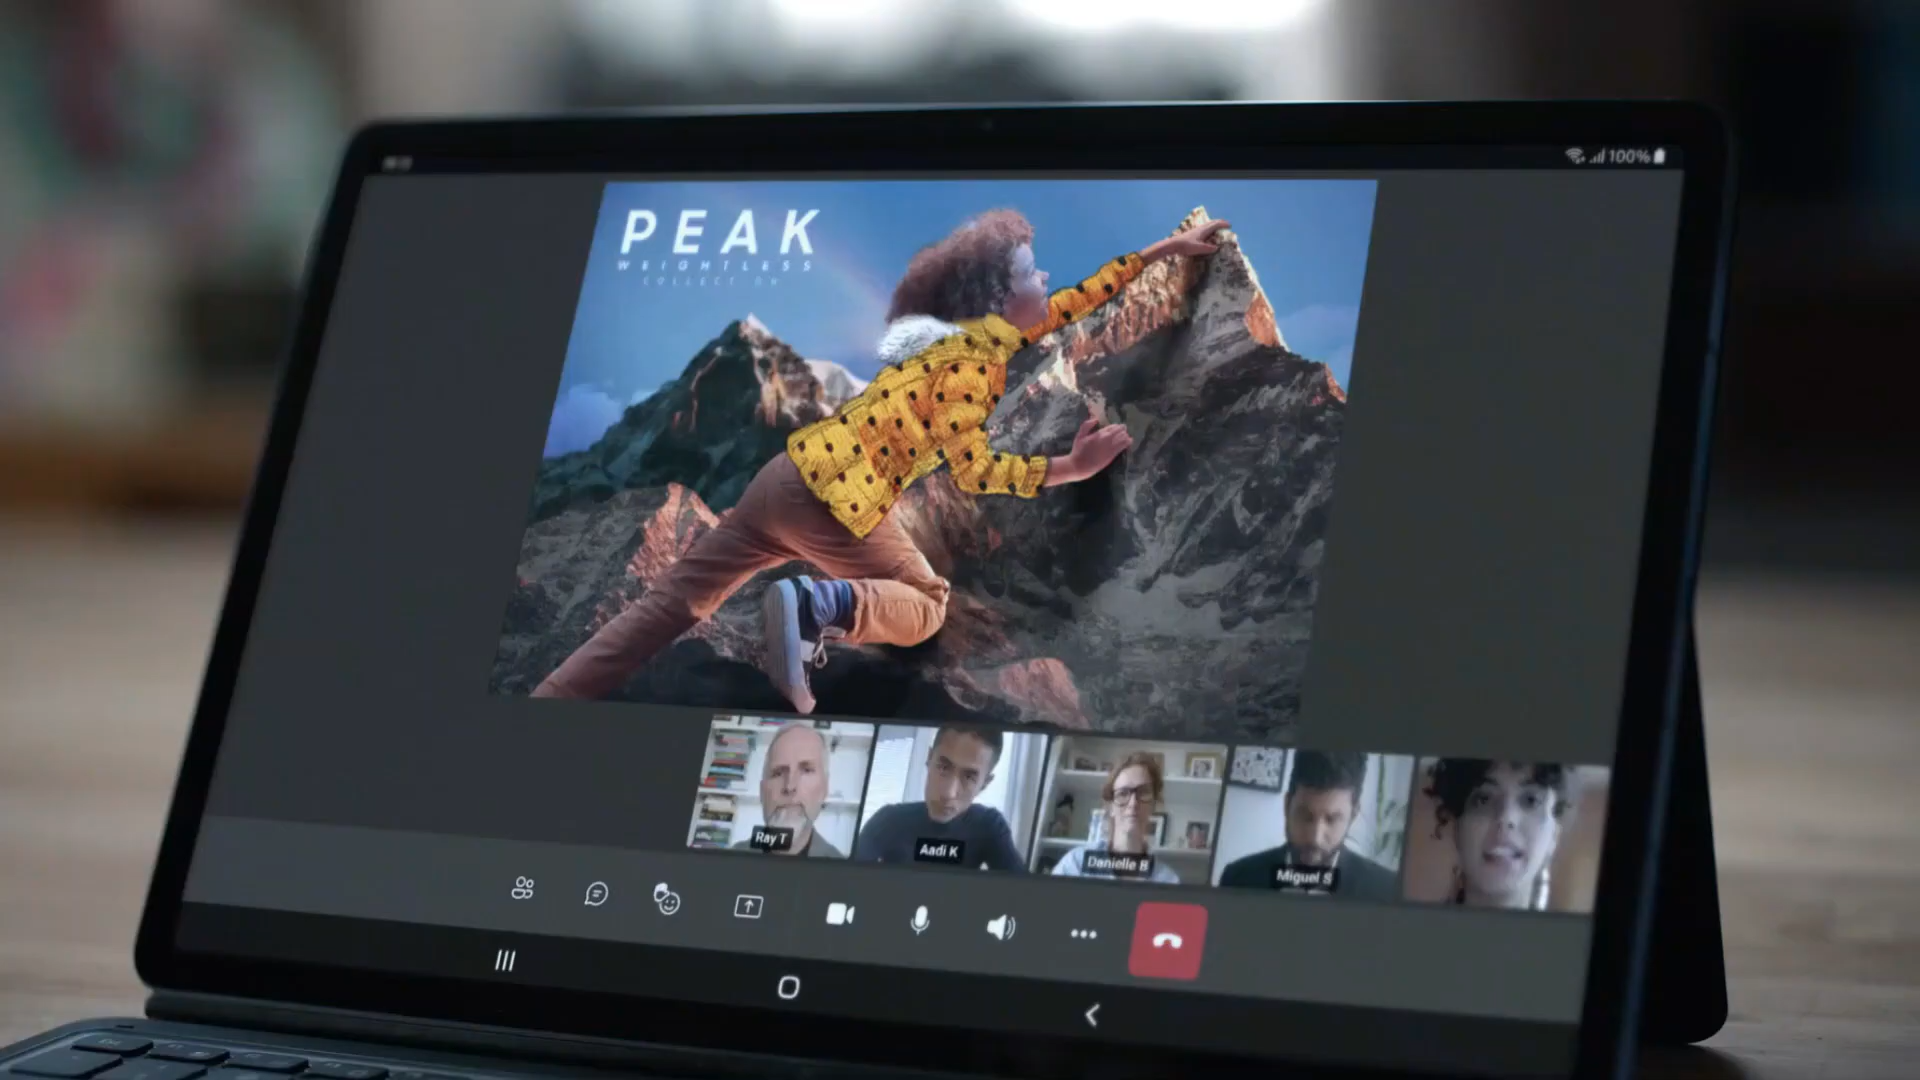 100%
PEAK
WEIGHTLESS
Ray T
Aadi K
Danielle B
Miguel S